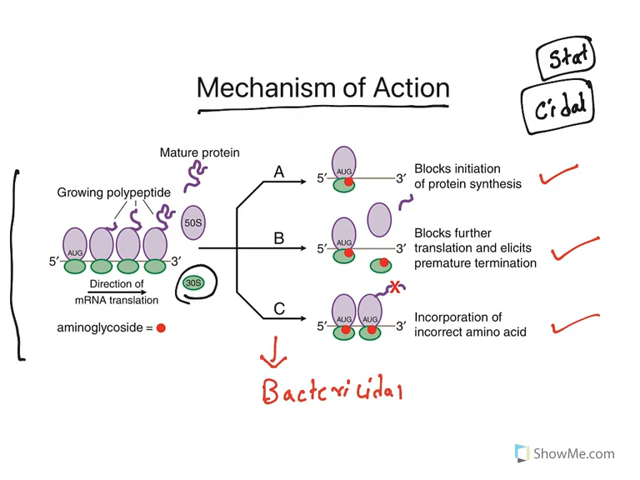 Stat
Cidal
Mechanism of Action
Mature protein
Growing polypeptide
50S
AUG
5′
3′
30S
Direction of
mRNA translation
aminoglycoside =
A
5′
AUG
3′
Blocks initiation
of protein synthesis
B
5′
AUG
3′
Blocks further
translation and elicits
premature termination
C
5′
AUG
AUG
3′
X
Incorporation of
incorrect amino acid
Bactericidal
ShowMe.com